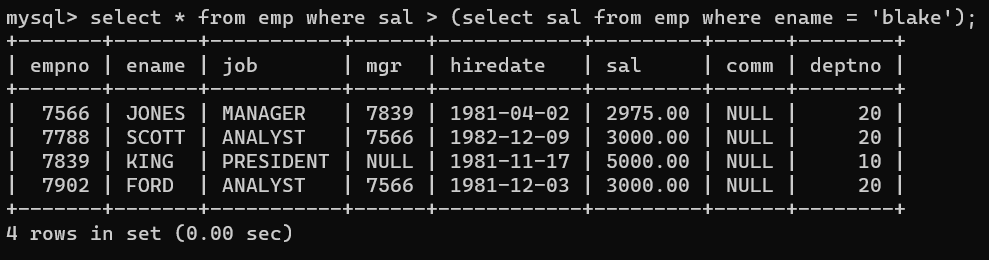 mysql> select * from emp where sal > (select sal from emp where ename = 'blake');
+-------+-------+-----------+------+------------+---------+------+--------+
| empno | ename | job       | mgr  | hiredate   | sal     | comm | deptno |
+-------+-------+-----------+------+------------+---------+------+--------+
|  7566 | JONES | MANAGER   | 7839 | 1981-04-02 | 2975.00 | NULL |     20 |
|  7788 | SCOTT | ANALYST   | 7566 | 1982-12-09 | 3000.00 | NULL |     20 |
|  7839 | KING  | PRESIDENT | NULL | 1981-11-17 | 5000.00 | NULL |     10 |
|  7902 | FORD  | ANALYST   | 7566 | 1981-12-03 | 3000.00 | NULL |     20 |
+-------+-------+-----------+------+------------+---------+------+--------+
4 rows in set (0.00 sec)